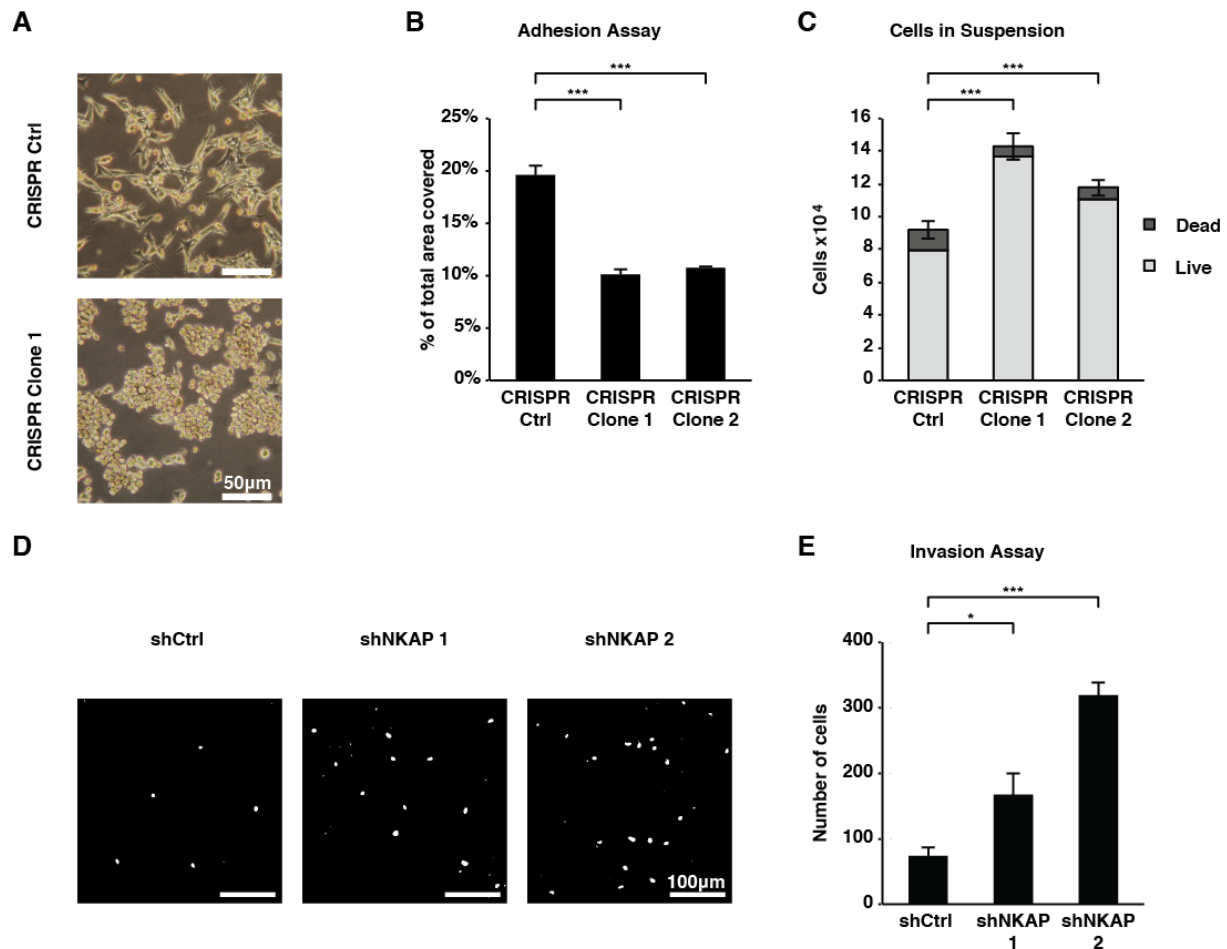 A
CRISPR Ctrl
CRISPR Clone 1
50µm
B
Adhesion Assay
***
***
% of total area covered
25%
20%
15%
10%
5%
0%
CRISPR Ctrl
CRISPR Clone 1
CRISPR Clone 2
C
Cells in Suspension
***
***
Cells x10⁴
16
14
12
10
8
6
4
2
0
CRISPR Ctrl
CRISPR Clone 1
CRISPR Clone 2
Dead
Live
D
shCtrl
shNKAP 1
shNKAP 2
100µm
E
Invasion Assay
***
*
Number of cells
400
300
200
100
0
shCtrl
shNKAP 1
shNKAP 2